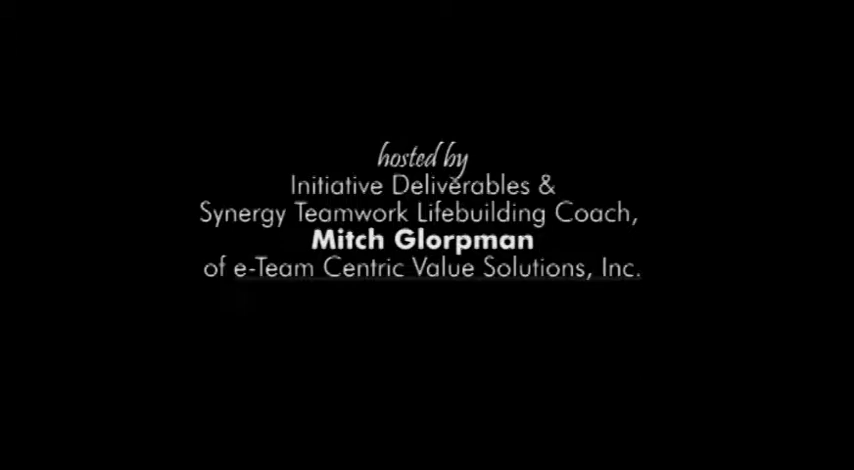 hosted by
Initiative Deliverables &
Synergy Teamwork Lifebuilding Coach,
Mitch Glorpman
of e-Team Centric Value Solutions, Inc.